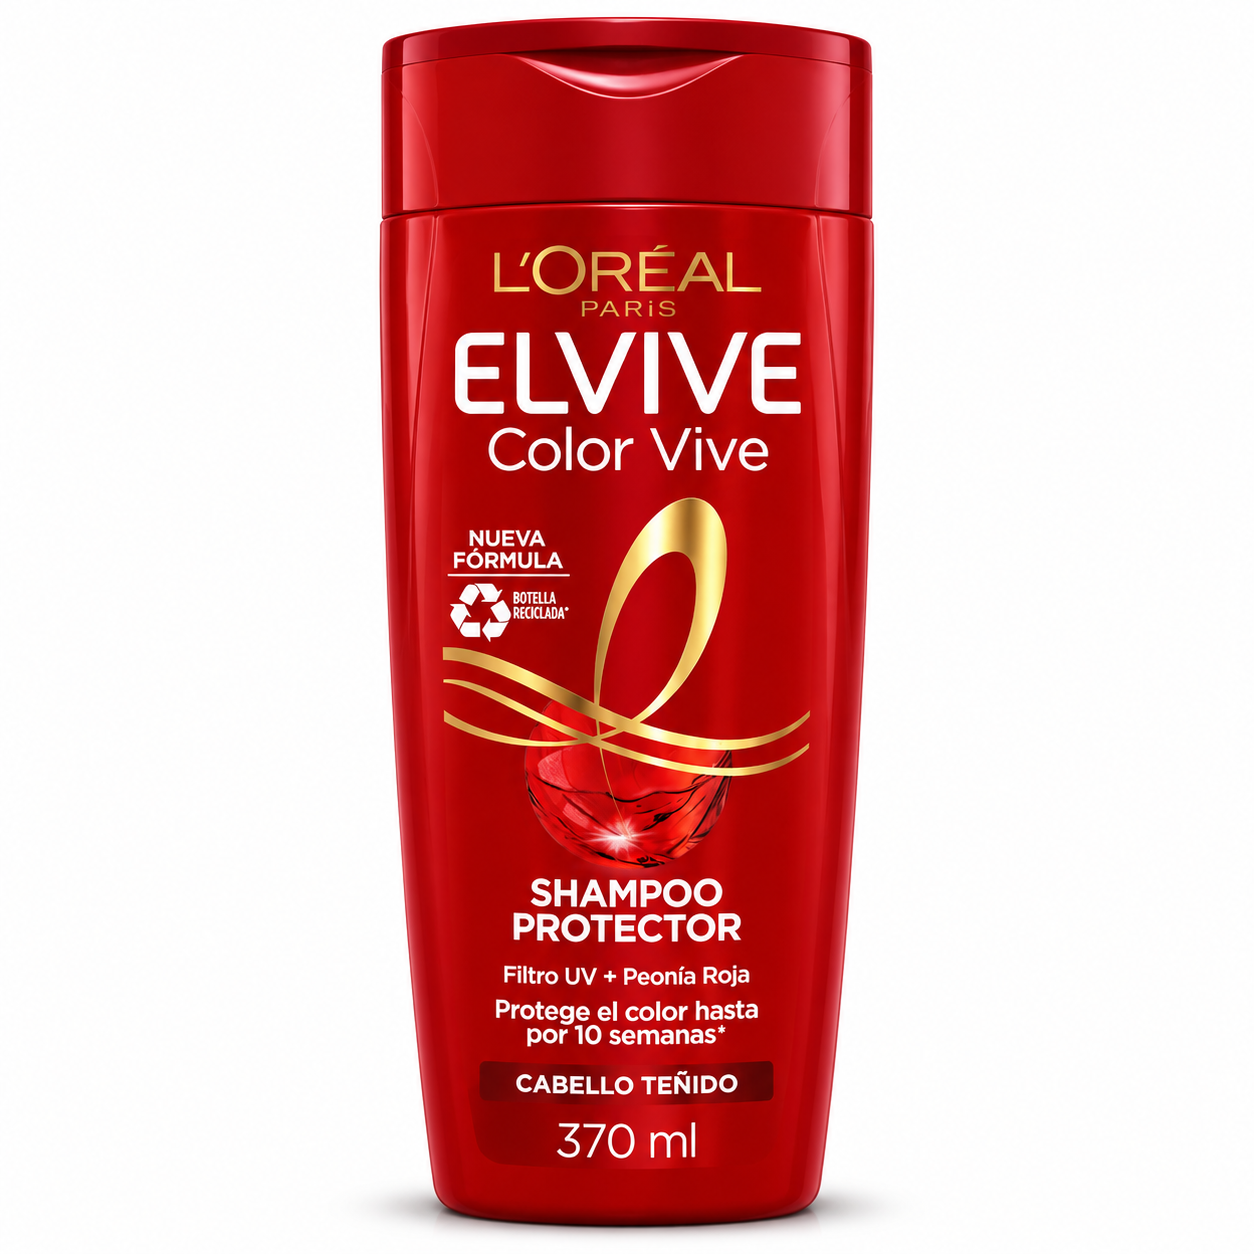 L'ORÉAL
PARiS
ELVIVE
Color Vive
NUEVA
FÓRMULA
BOTELLA
RECICLADA*
SHAMPOO
PROTECTOR
Filtro UV + Peonía Roja
Protege el color hasta
por 10 semanas*
CABELLO TEÑIDO
370 ml